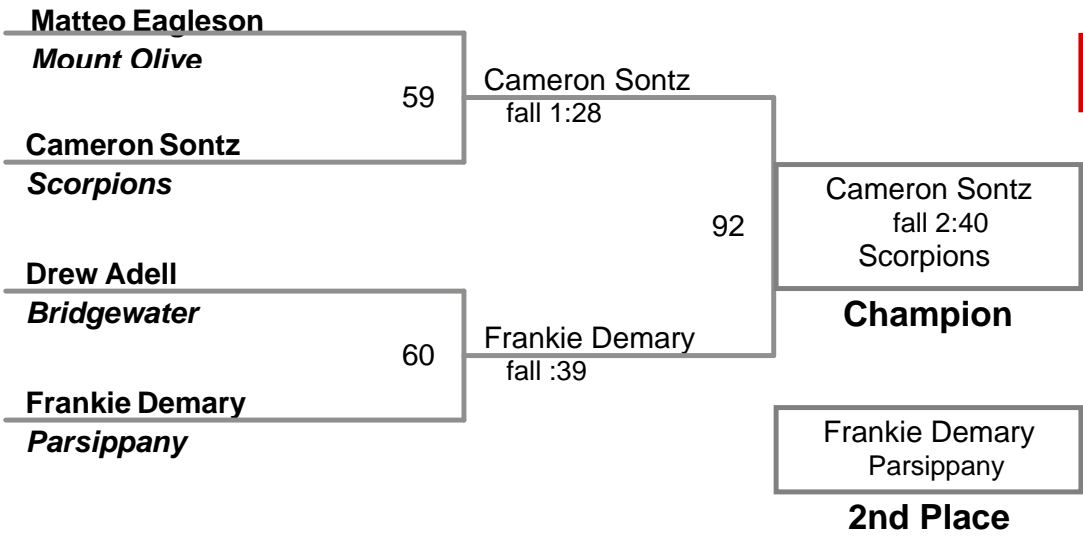 Matteo Eagleson
Mount Olive
59
Cameron Sontz
fall 1:28
Cameron Sontz
Scorpions
92
Cameron Sontz
fall 2:40
Scorpions
Champion
Drew Adell
Bridgewater
60
Frankie Demary
fall :39
Frankie Demary
Parsippany
Frankie Demary
Parsippany
2nd Place